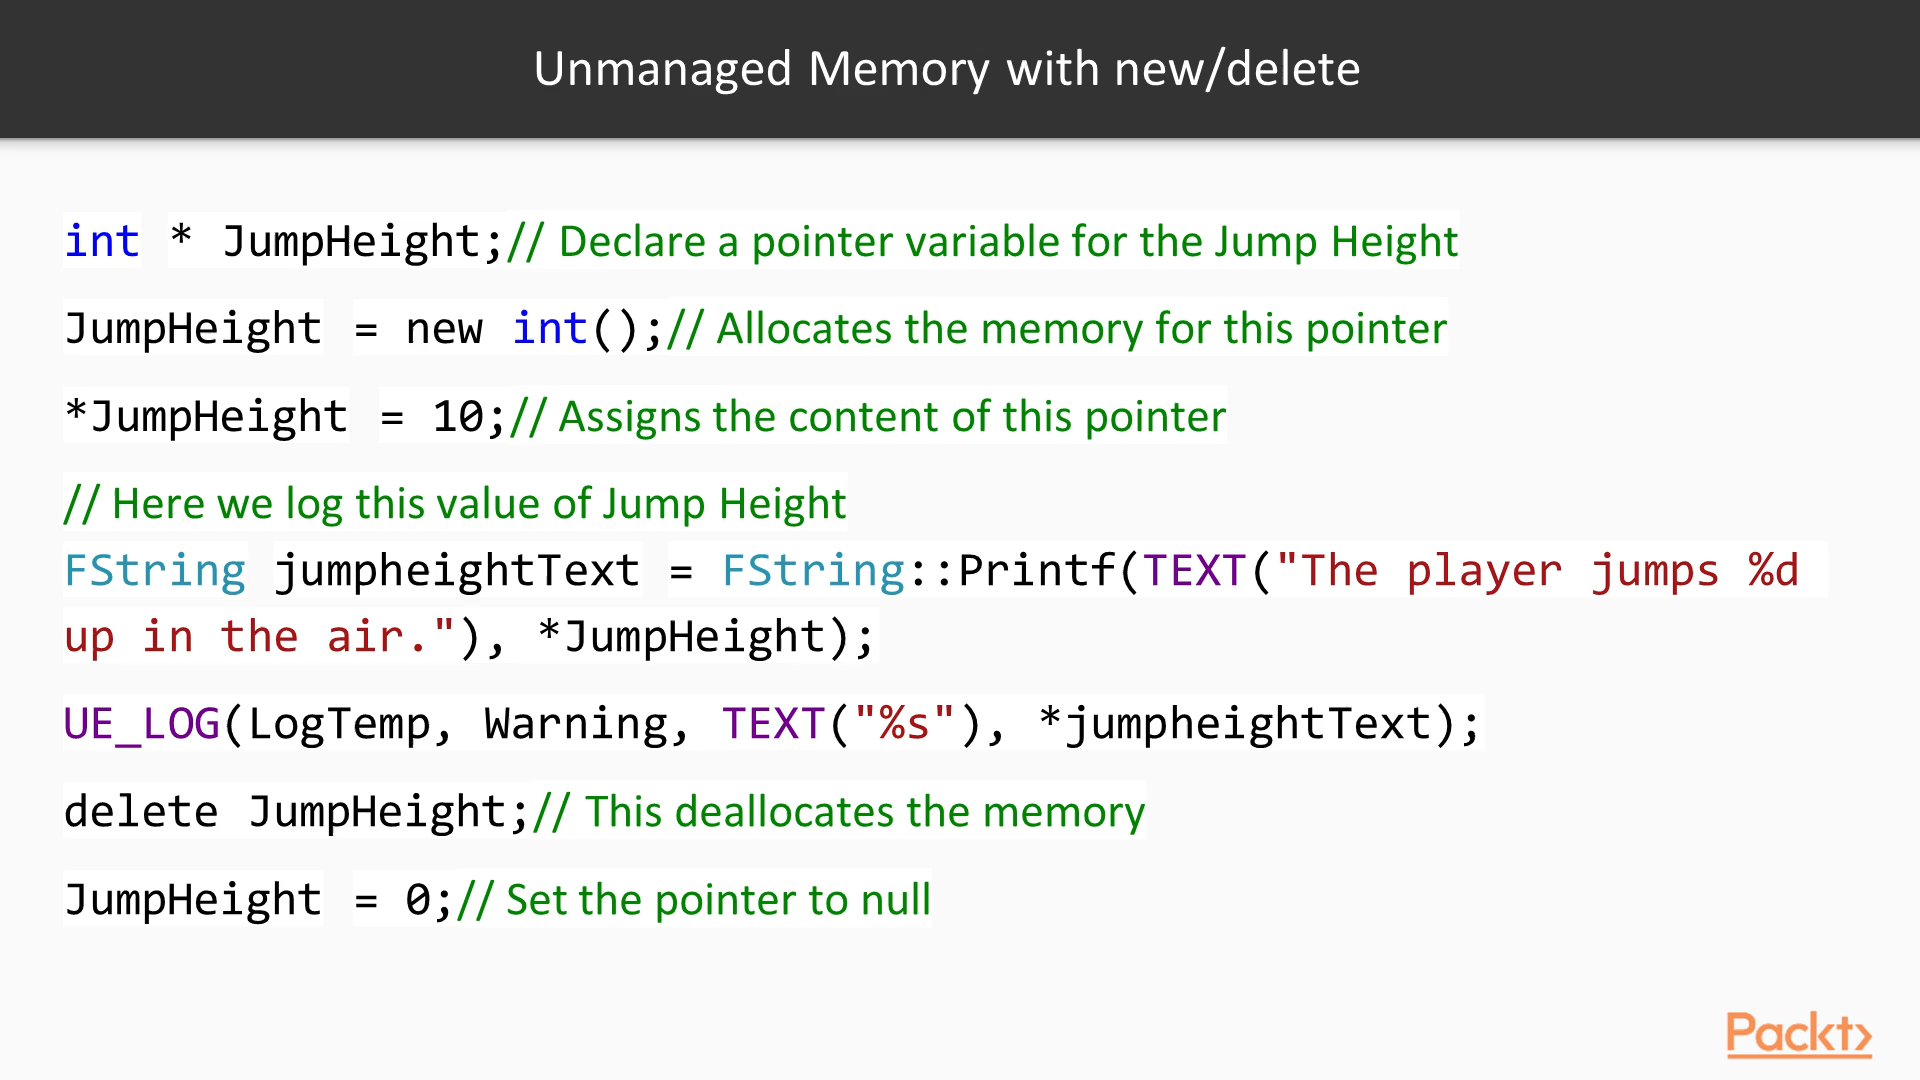 Unmanaged Memory with new/delete
int * JumpHeight;// Declare a pointer variable for the Jump Height
JumpHeight = new int();// Allocates the memory for this pointer
*JumpHeight = 10;// Assigns the content of this pointer
// Here we log this value of Jump Height
FString jumpheightText = FString::Printf(TEXT("The player jumps %d
up in the air."), *JumpHeight);
UE_LOG(LogTemp, Warning, TEXT("%s"), *jumpheightText);
delete JumpHeight;// This deallocates the memory
JumpHeight = 0;// Set the pointer to null
Packt>